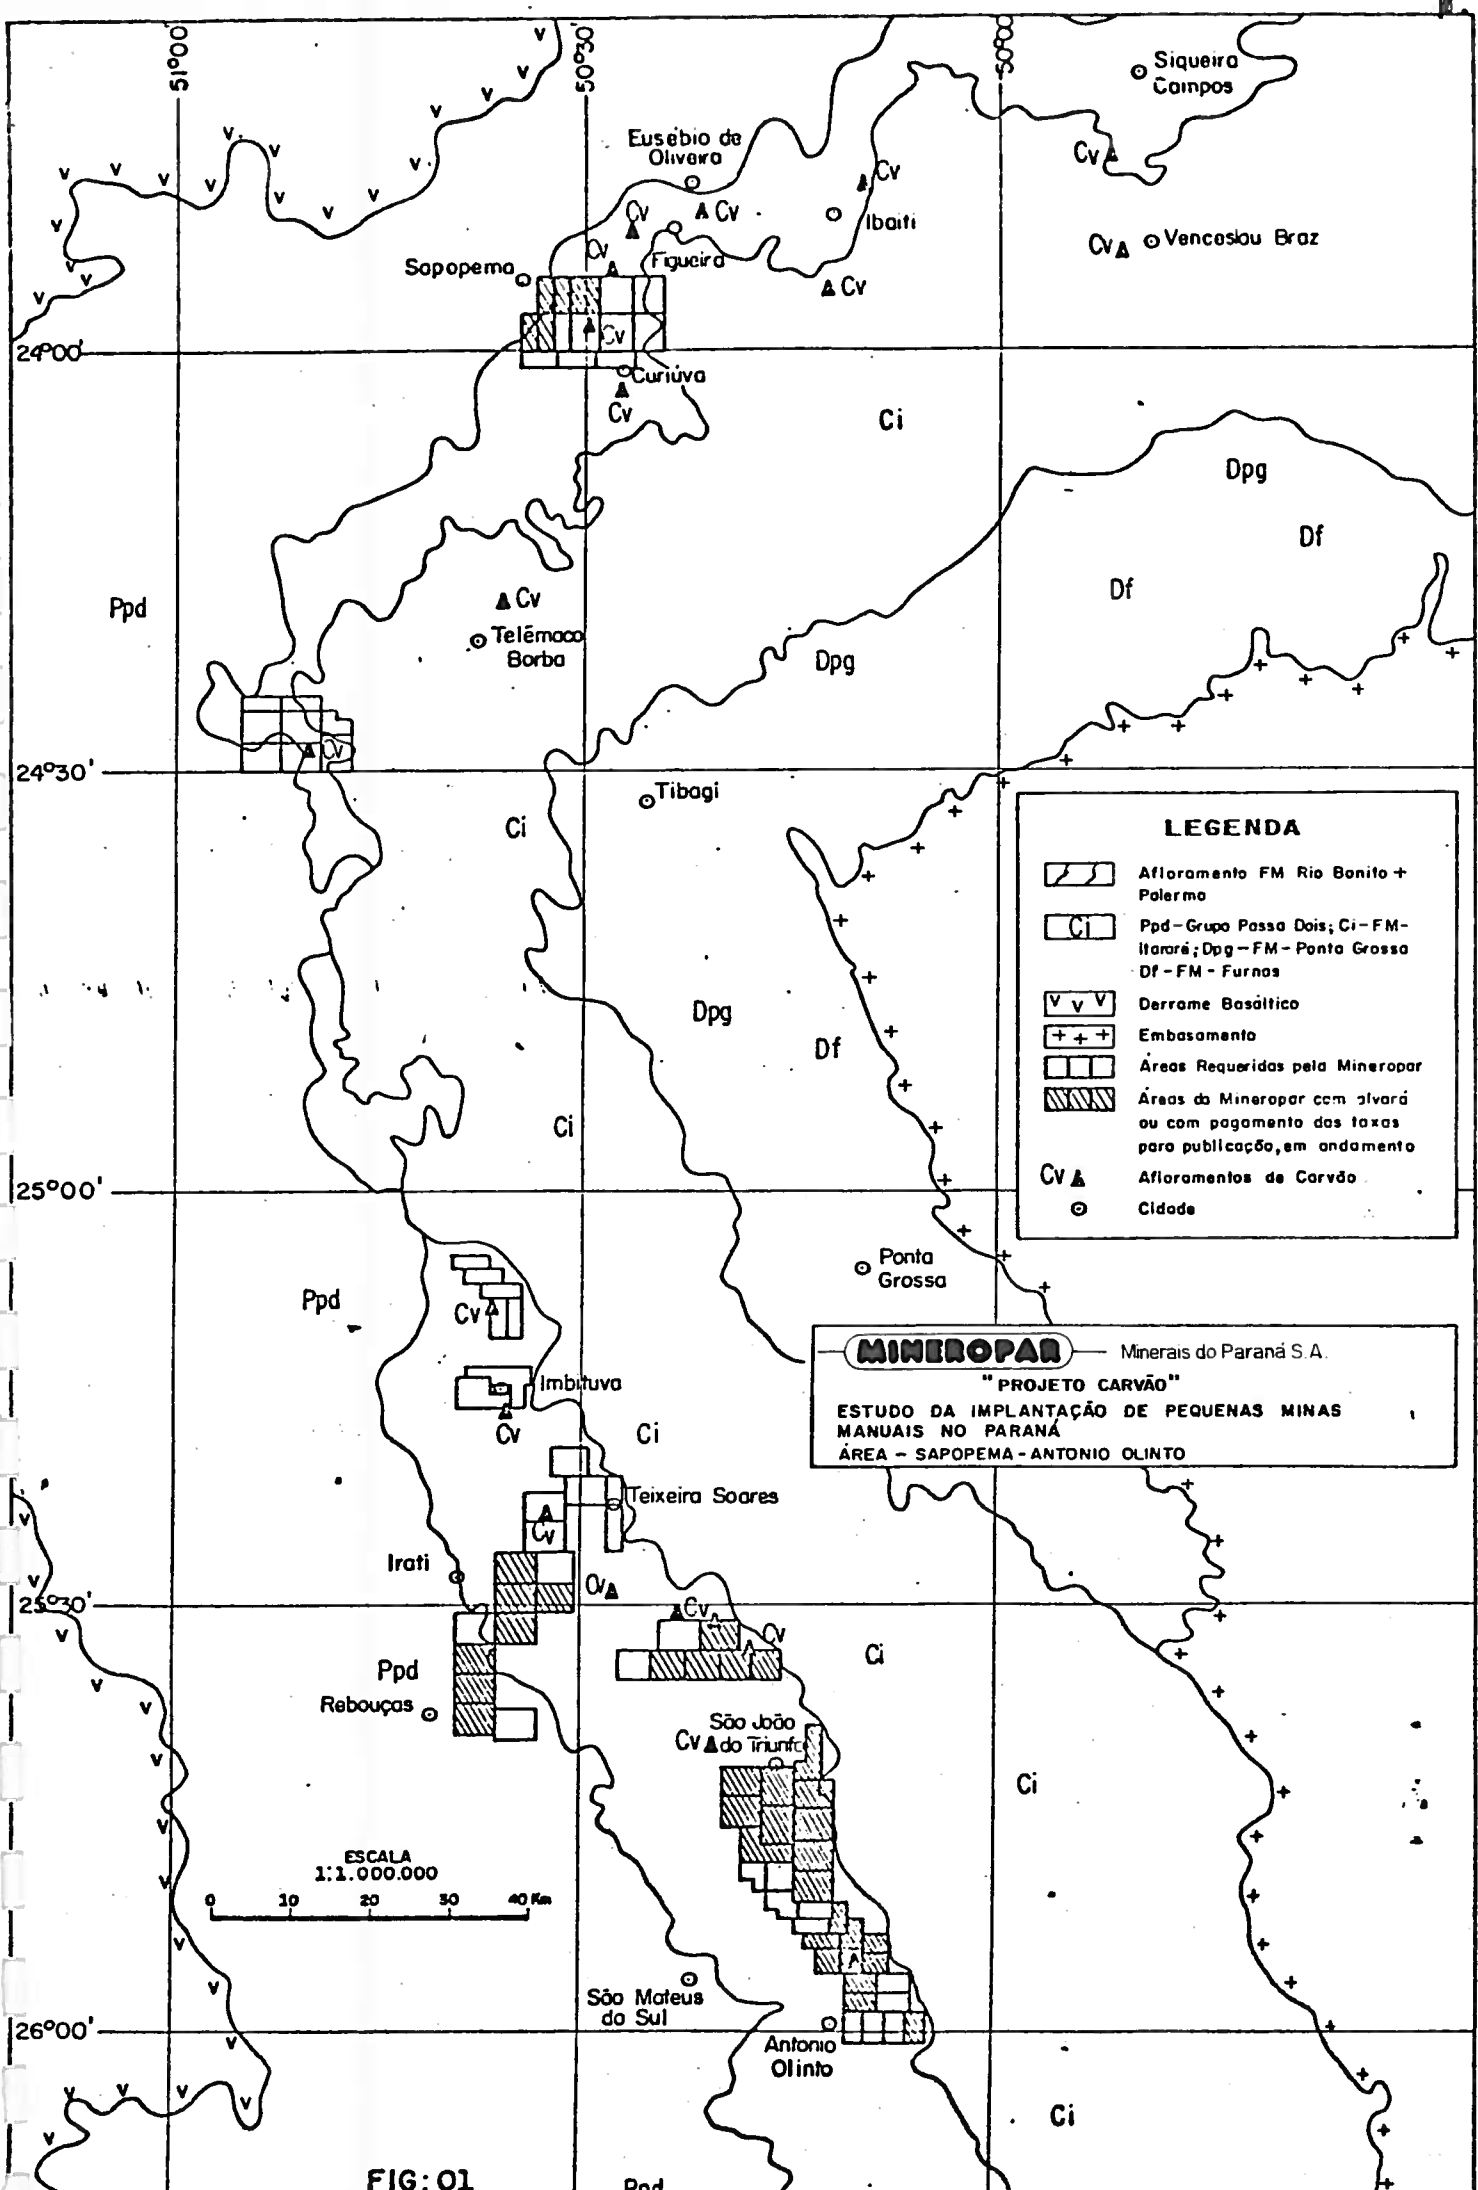 51°00'
50°30'
50°00'
Siqueira
Campos
Eusébio de
Oliveira
Cv
Cv
Cv
Cv
Ibaiti
Cv
Venceslau Braz
Cv
Sapopema
Figueira
Cv
Cv
24°00'
Cv
Curiúva
Cv
Ci
Dpg
Df
Df
Ppd
Cv
Telêmaco
Borba
Dpg
Cv
24°30'
Tibagi
Ci
LEGENDA
Afloramento FM Rio Bonito +
Palermo
Ci
Ppd-Grupo Passa Dois; Ci-FM-
Itararé; Dpg-FM-Ponta Grossa
Df-FM-Furnas
V V V
Derrame Basáltico
+ + +
Embasamento
Áreas Requeridas pela Mineropar
Áreas da Mineropar com alvará
ou com pagamento das taxas
para publicação, em andamento
Cv
Afloramentos de Carvão
Cidade
Dpg
Df
Ci
25°00'
Ponta
Grossa
Ppd
Cv
MINEROPAR
Minerais do Paraná S.A.
"PROJETO CARVÃO"
ESTUDO DA IMPLANTAÇÃO DE PEQUENAS MINAS
MANUAIS NO PARANÁ
ÁREA - SAPOPEMA - ANTONIO OLINTO
Imbituva
Cv
Ci
Teixeira Soares
Cv
Irati
Cv
25°30'
Cv
Cv
Ci
Ppd
Rebouças
São João
do Triunfo
Cv
Ci
ESCALA
1:1.000.000
0 10 20 30 40 Km
São Mateus
do Sul
26°00'
Antonio
Olinto
Ci
FIG: 01
Ppd